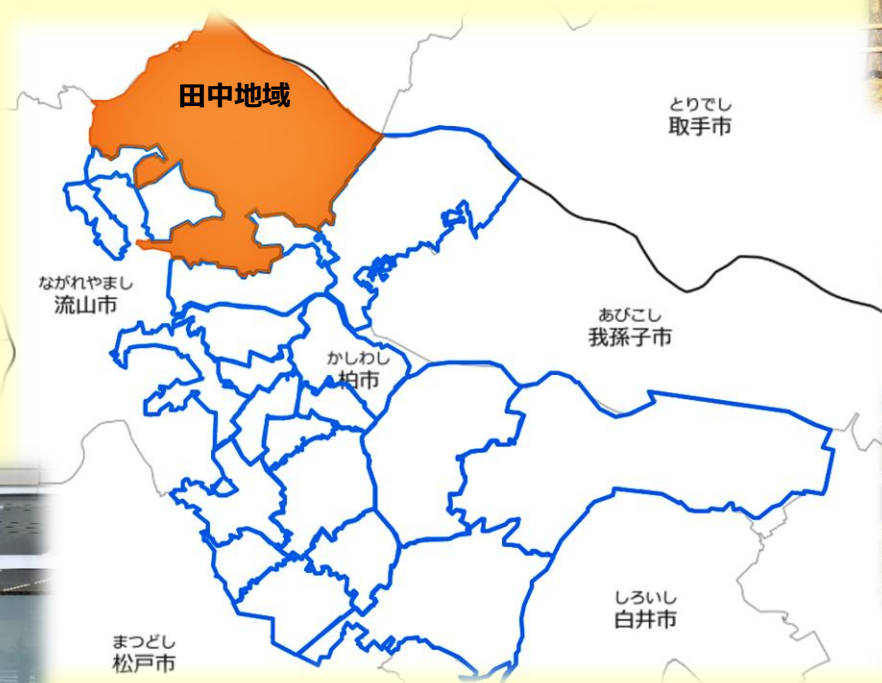 田中地域
とりでし
取手市
ながれやまし
流山市
あびこし
我孫子市
かしわし
柏市
しろいし
白井市
まつどし
松戸市